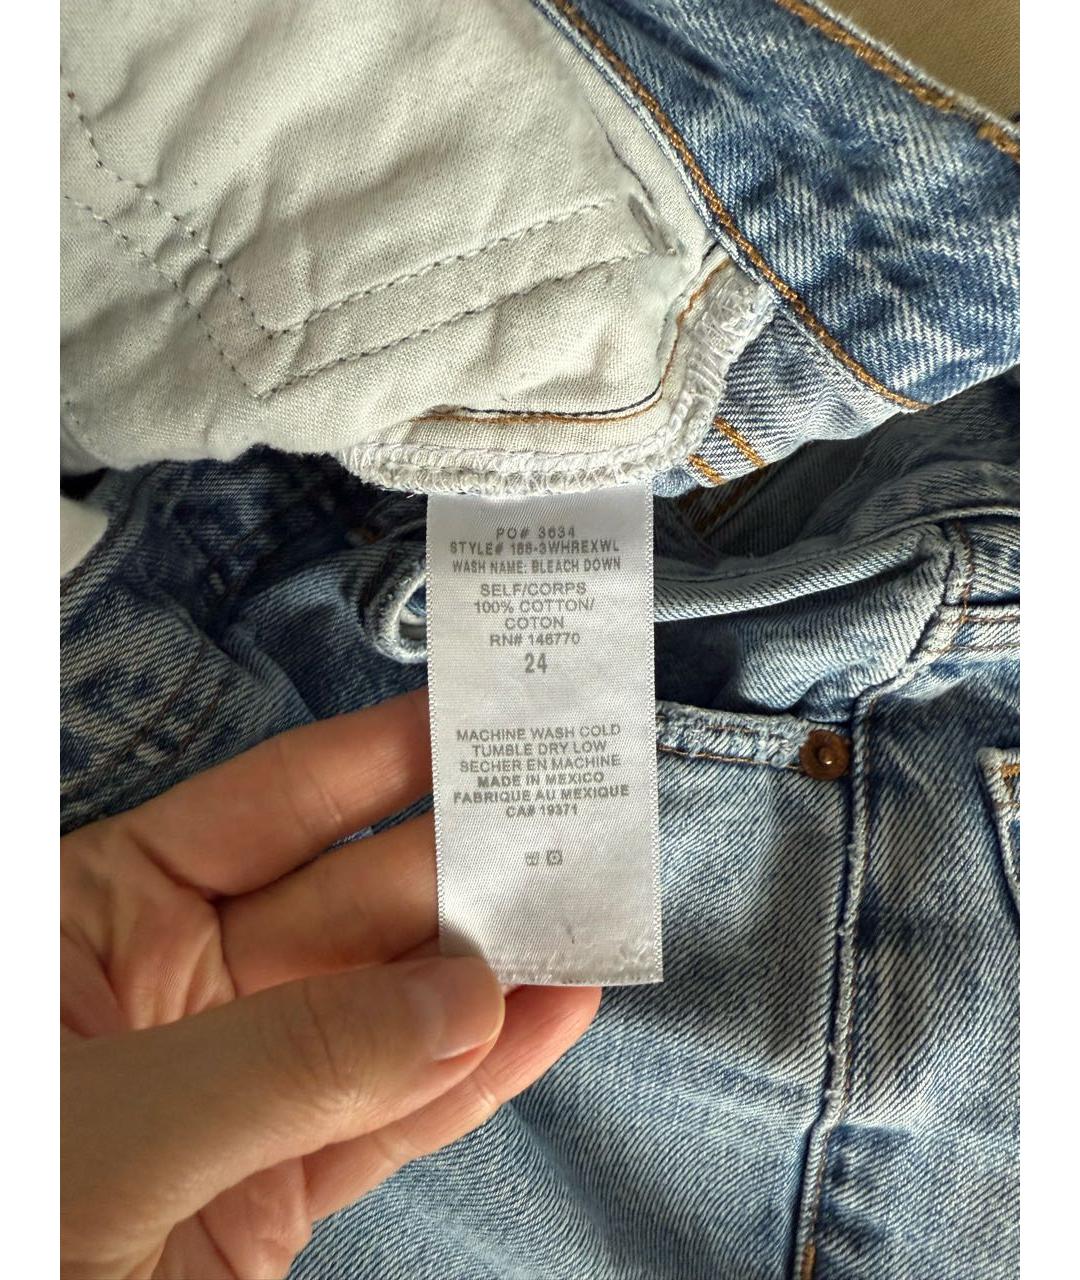 PO# 3634
STYLE# 188-3WHREXWL
WASH NAME: BLEACH DOWN
SELF/CORPS
100% COTTON/
COTON
RN# 146770
24
MACHINE WASH COLD
TUMBLE DRY LOW
SECHER EN MACHINE
MADE IN MEXICO
FABRIQUE AU MEXIQUE
CA# 19371